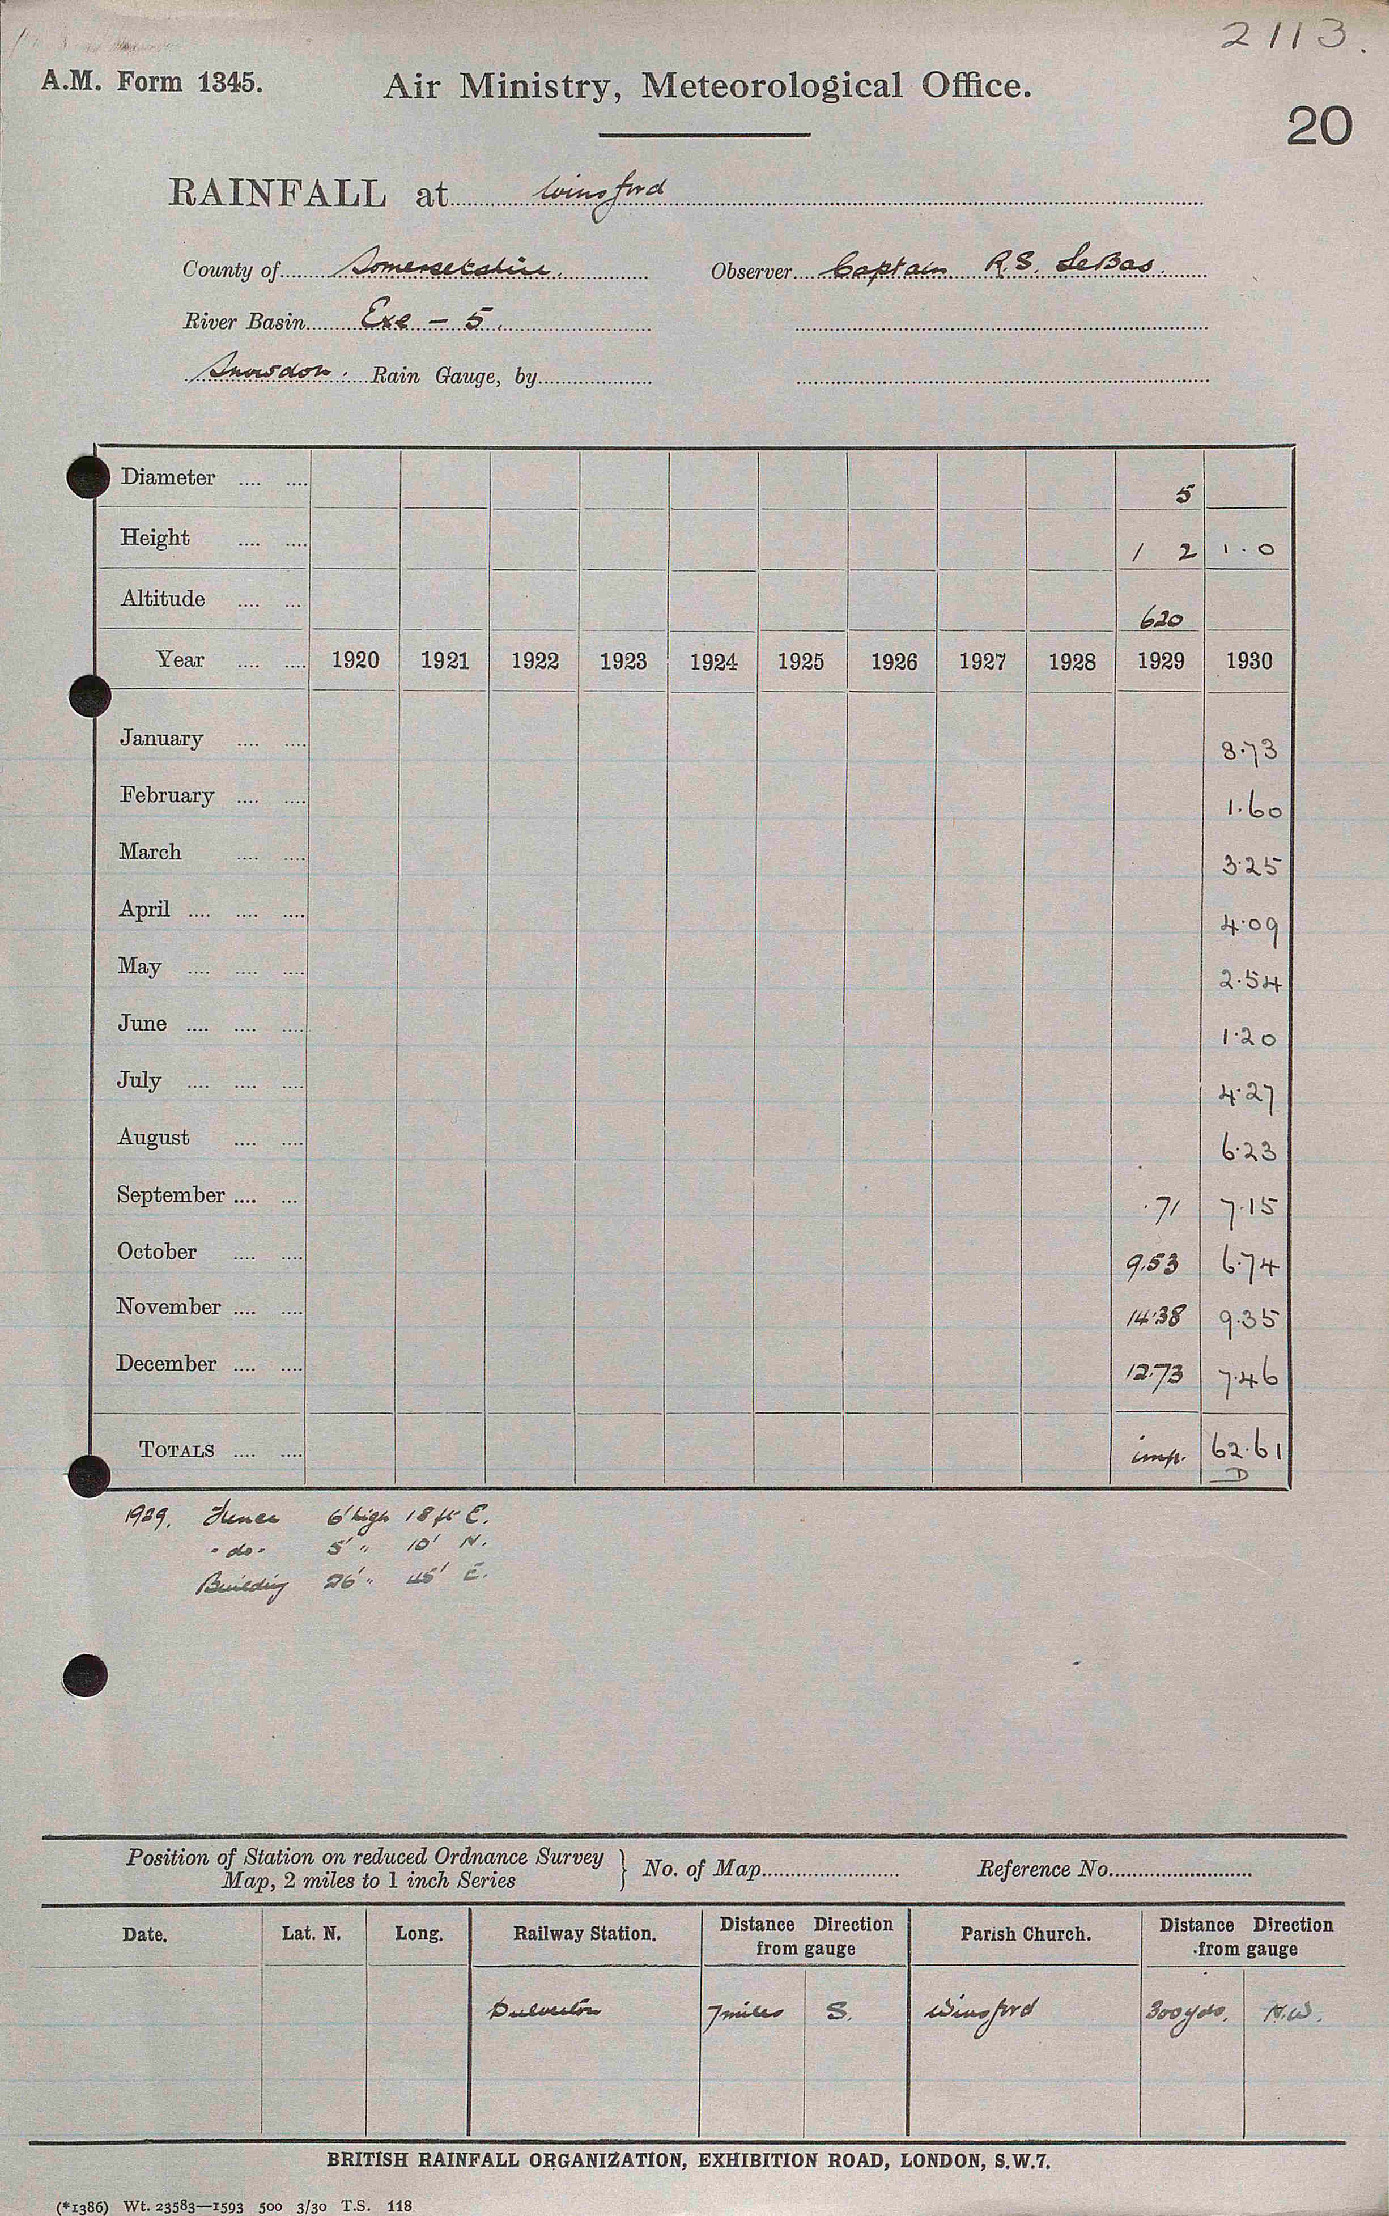 2113.
A.M. Form 1345. Air Ministry, Meteorological Office.
20
RAINFALL at Winsford
County of Somersetshire. Observer Captain R.S. LeBas.
River Basin Exe - 5.
Snowdon. Rain Gauge, by
Diameter .... .... 5
Height .... .... 1 2 1.0
Altitude .... ... 620
Year .... .... 1920 1921 1922 1923 1924 1925 1926 1927 1928 1929 1930
January .... .... 8.73
February .... .... 1.60
March .... .... 3.25
April .... .... .... 4.09
May .... .... .... 2.54
June .... .... .... 1.20
July .... .... .... 4.27
August .... .... 6.23
September .... ... .71 7.15
October .... .... 9.53 6.74
November .... .... 14.38 9.35
December .... .... 12.73 7.46
TOTALS .... .... imp. 62.61
D
1929. Fence 6' high 18 ft E.
- do - 5' " 10' N.
Building 26' " 45' E.
Position of Station on reduced Ordnance Survey
Map, 2 miles to 1 inch Series } No. of Map Reference No.
Date. Lat. N. Long. Railway Station. Distance Direction from gauge Parish Church. Distance Direction from gauge
Dulverton 7 miles S. Winsford 300 yds. N.W.
BRITISH RAINFALL ORGANIZATION, EXHIBITION ROAD, LONDON, S.W.7.
(*1386) Wt. 23583—1593 500 3/30 T.S. 118